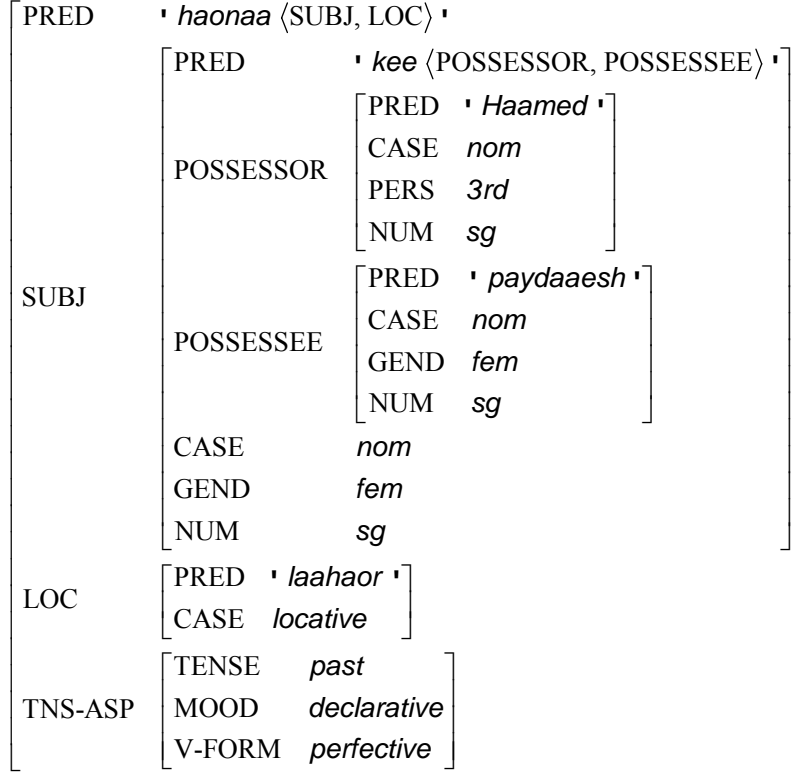 PRED ' haonaa ⟨SUBJ, LOC⟩ '
PRED ' kee ⟨POSSESSOR, POSSESSEE⟩ '
PRED ' Haamed '
CASE nom
POSSESSOR
PERS 3rd
NUM sg
PRED ' paydaaesh '
SUBJ
CASE nom
POSSESSEE
GEND fem
NUM sg
CASE nom
GEND fem
NUM sg
PRED ' laahaor '
LOC
CASE locative
TENSE past
TNS-ASP MOOD declarative
V-FORM perfective